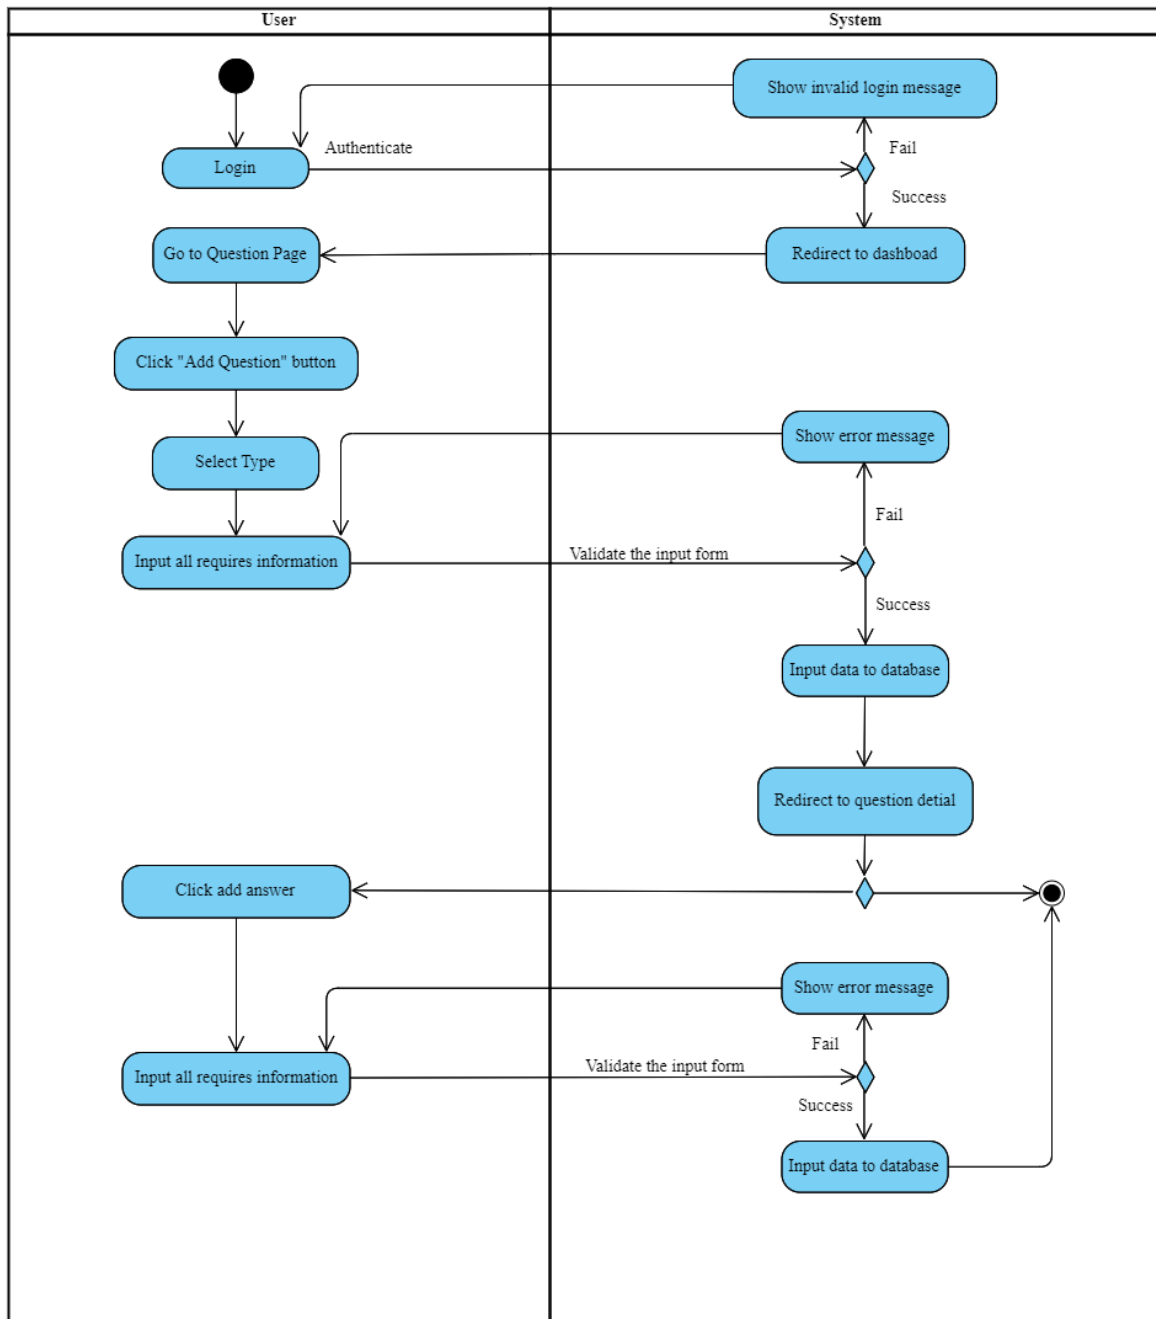 User
System
Show invalid login message
Authenticate
Fail
Login
Success
Go to Question Page
Redirect to dashboad
Click "Add Question" button
Show error message
Select Type
Fail
Validate the input form
Input all requires information
Success
Input data to database
Redirect to question detial
Click add answer
Show error message
Fail
Validate the input form
Input all requires information
Success
Input data to database